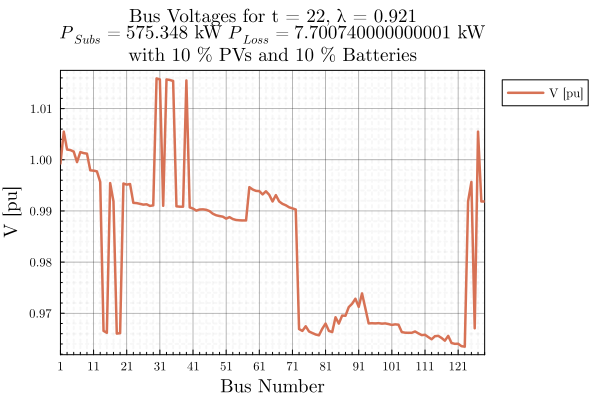 Bus Voltages for t = 22, λ = 0.921
P_Subs = 575.348 kW P_Loss = 7.700740000000001 kW
with 10 % PVs and 10 % Batteries
V [pu]
1.01
1.00
0.99
0.98
0.97
V [pu]
1 11 21 31 41 51 61 71 81 91 101 111 121
Bus Number